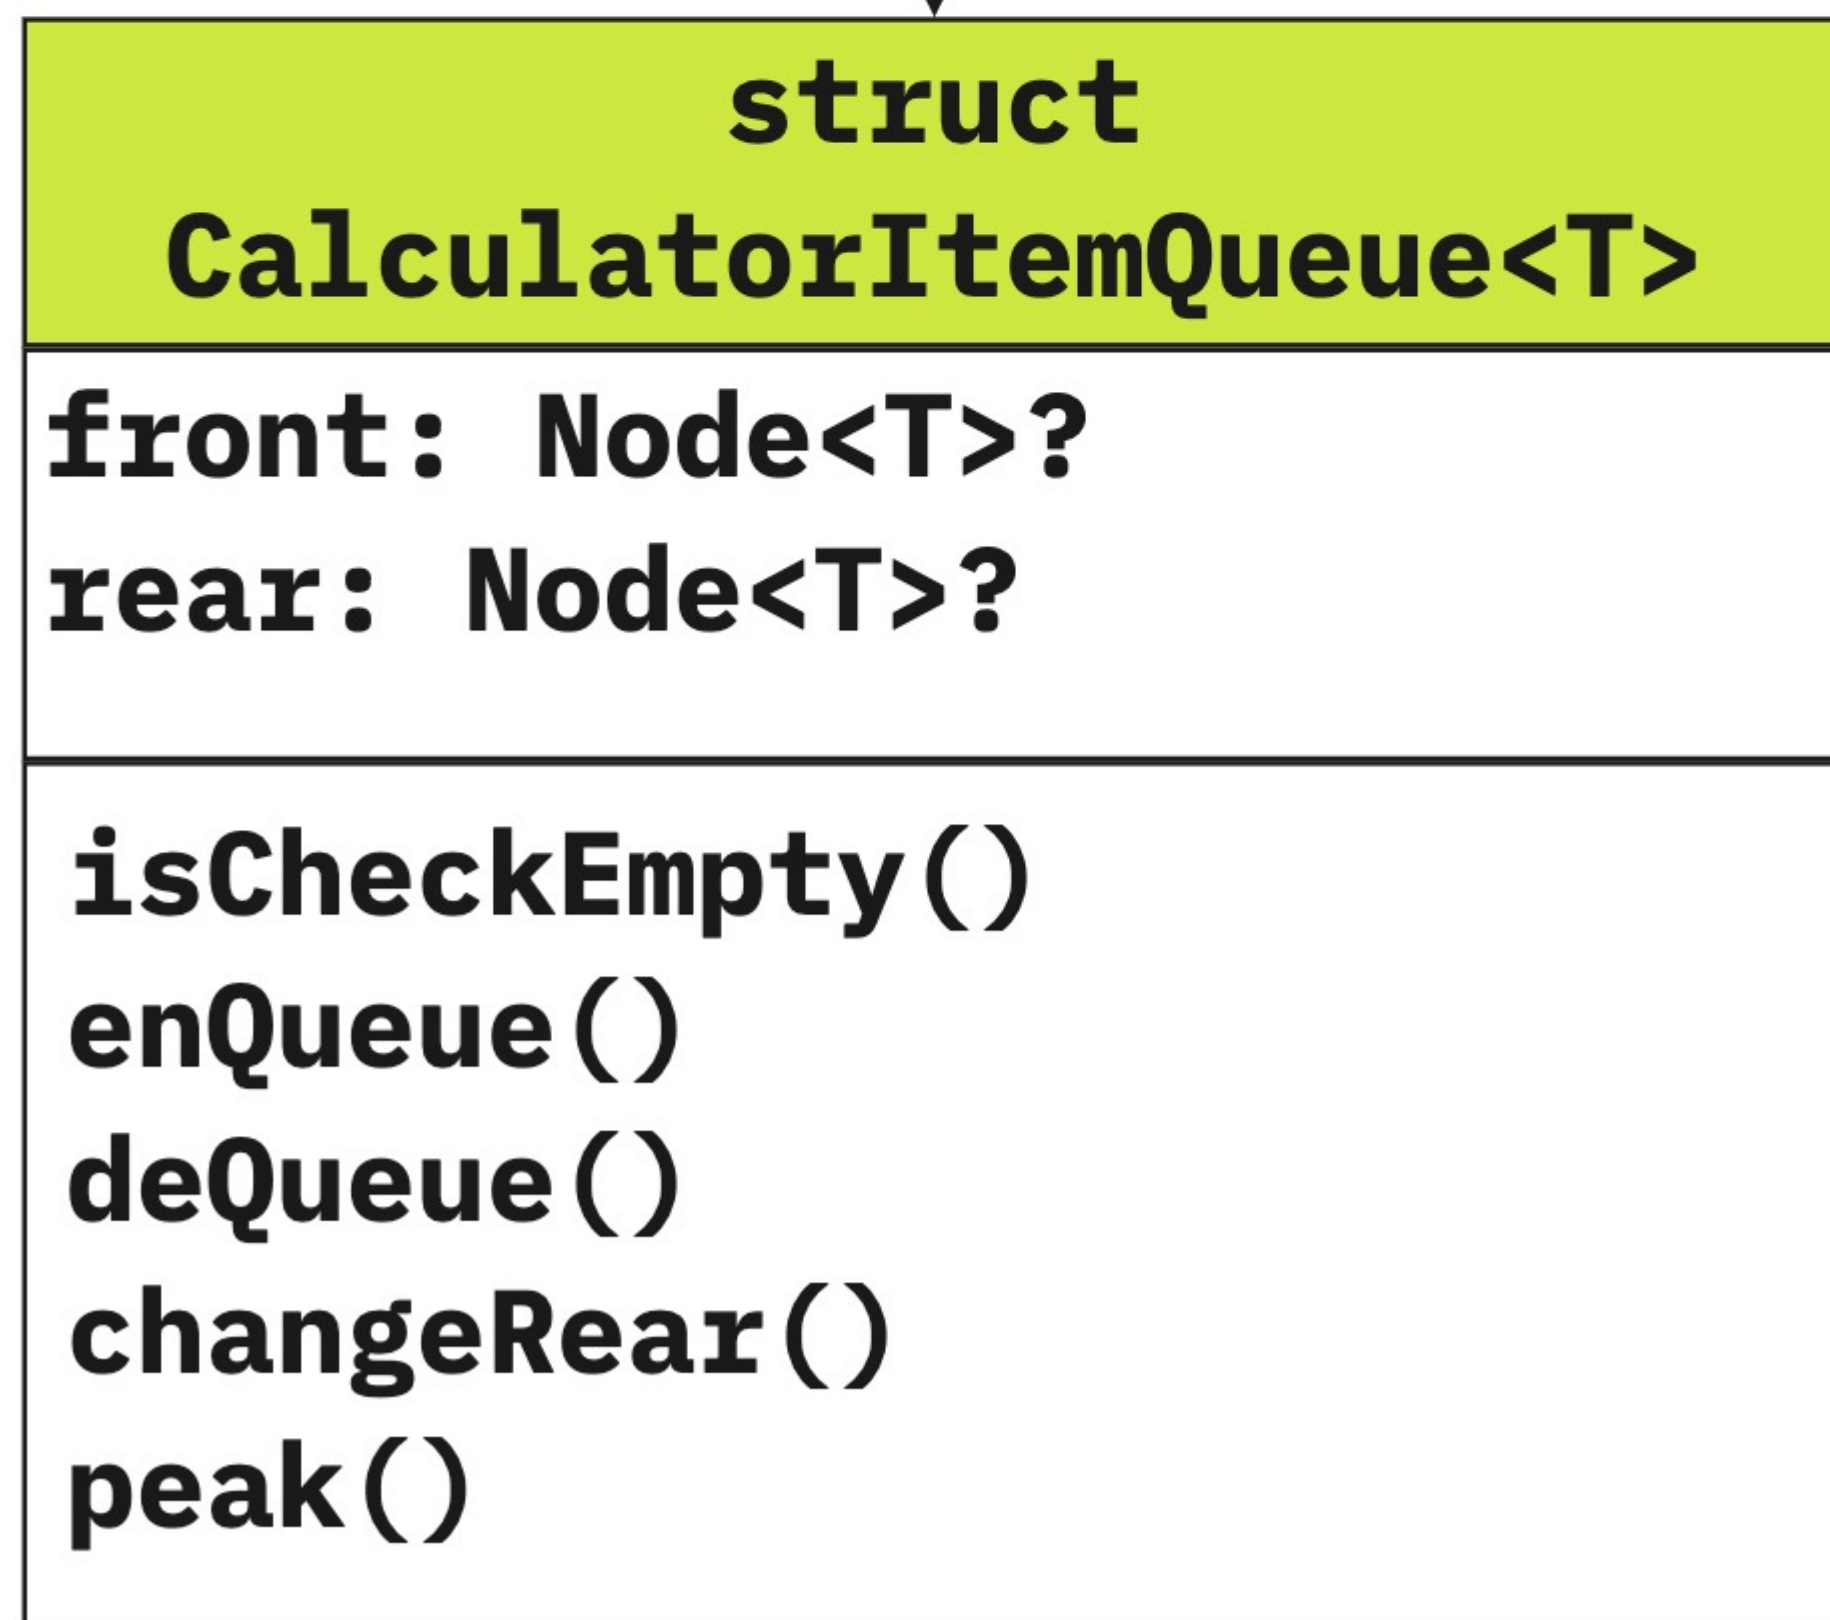 struct
CalculatorItemQueue<T>
front: Node<T>?
rear: Node<T>?
isCheckEmpty()
enQueue()
deQueue()
changeRear()
peak()